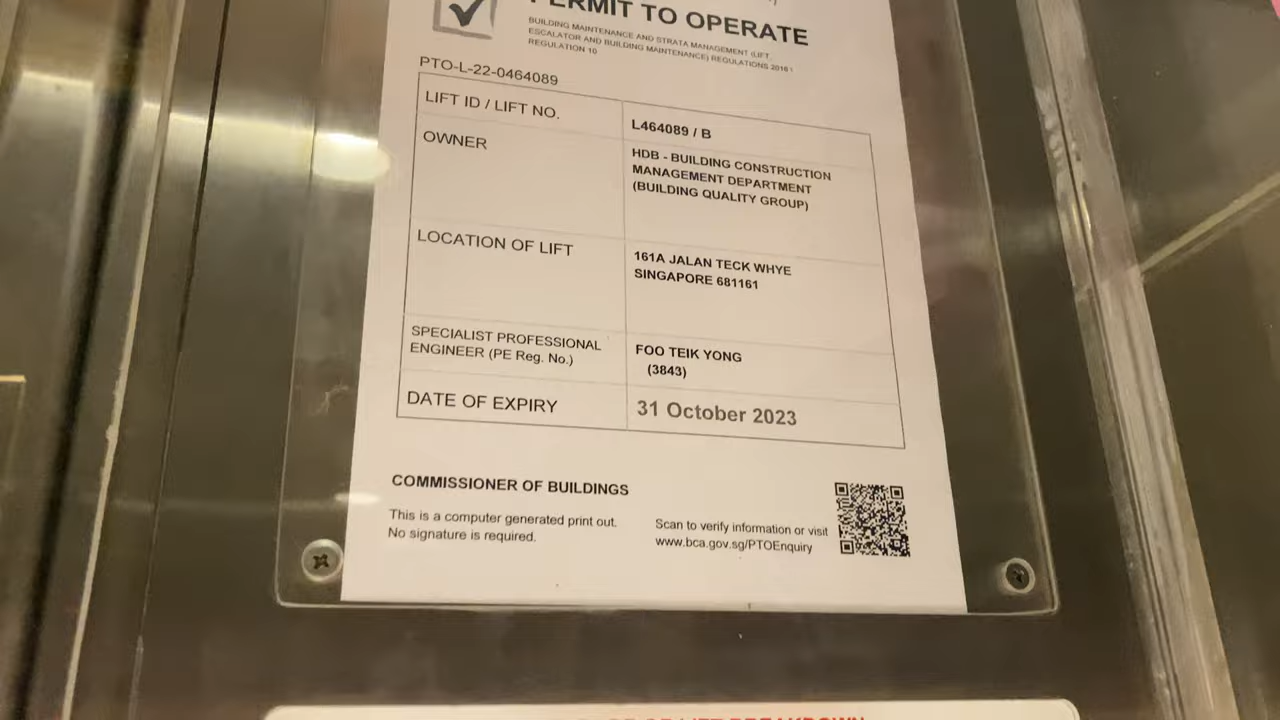 PERMIT TO OPERATE
BUILDING MAINTENANCE AND STRATA MANAGEMENT (LIFT,
ESCALATOR AND BUILDING MAINTENANCE) REGULATIONS 2016
REGULATION 10
PTO-L-22-0464089
LIFT ID / LIFT NO.
L464089 / B
OWNER
HDB - BUILDING CONSTRUCTION
MANAGEMENT DEPARTMENT
(BUILDING QUALITY GROUP)
LOCATION OF LIFT
161A JALAN TECK WHYE
SINGAPORE 681161
SPECIALIST PROFESSIONAL
ENGINEER (PE Reg. No.)
FOO TEIK YONG
(3843)
DATE OF EXPIRY
31 October 2023
COMMISSIONER OF BUILDINGS
This is a computer generated print out.
No signature is required.
Scan to verify information or visit
www.bca.gov.sg/PTOEnquiry
OF LIFT BREAKDOWN